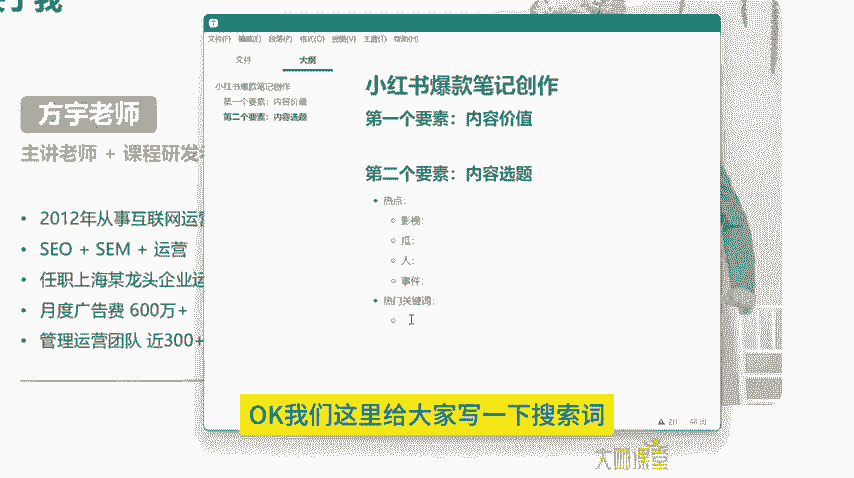 关于我
方宇老师
主讲老师 + 课程研发
2012年从事互联网运营
SEO + SEM + 运营
任职上海某龙头企业运
月度广告费 600万+
管理运营团队 近300+
文件(F) 编辑(E) 段落(P) 格式(O) 视图(V) 主题(T) 帮助(H)
文件 大纲
小红书爆款笔记创作
第一个要素：内容价值
第二个要素：内容选题
小红书爆款笔记创作
第一个要素：内容价值
第二个要素：内容选题
热点；
影视；
瓜；
人；
事件；
热门关键词；
ZH 48 词
OK我们这里给大家写一下搜索词
大师课堂